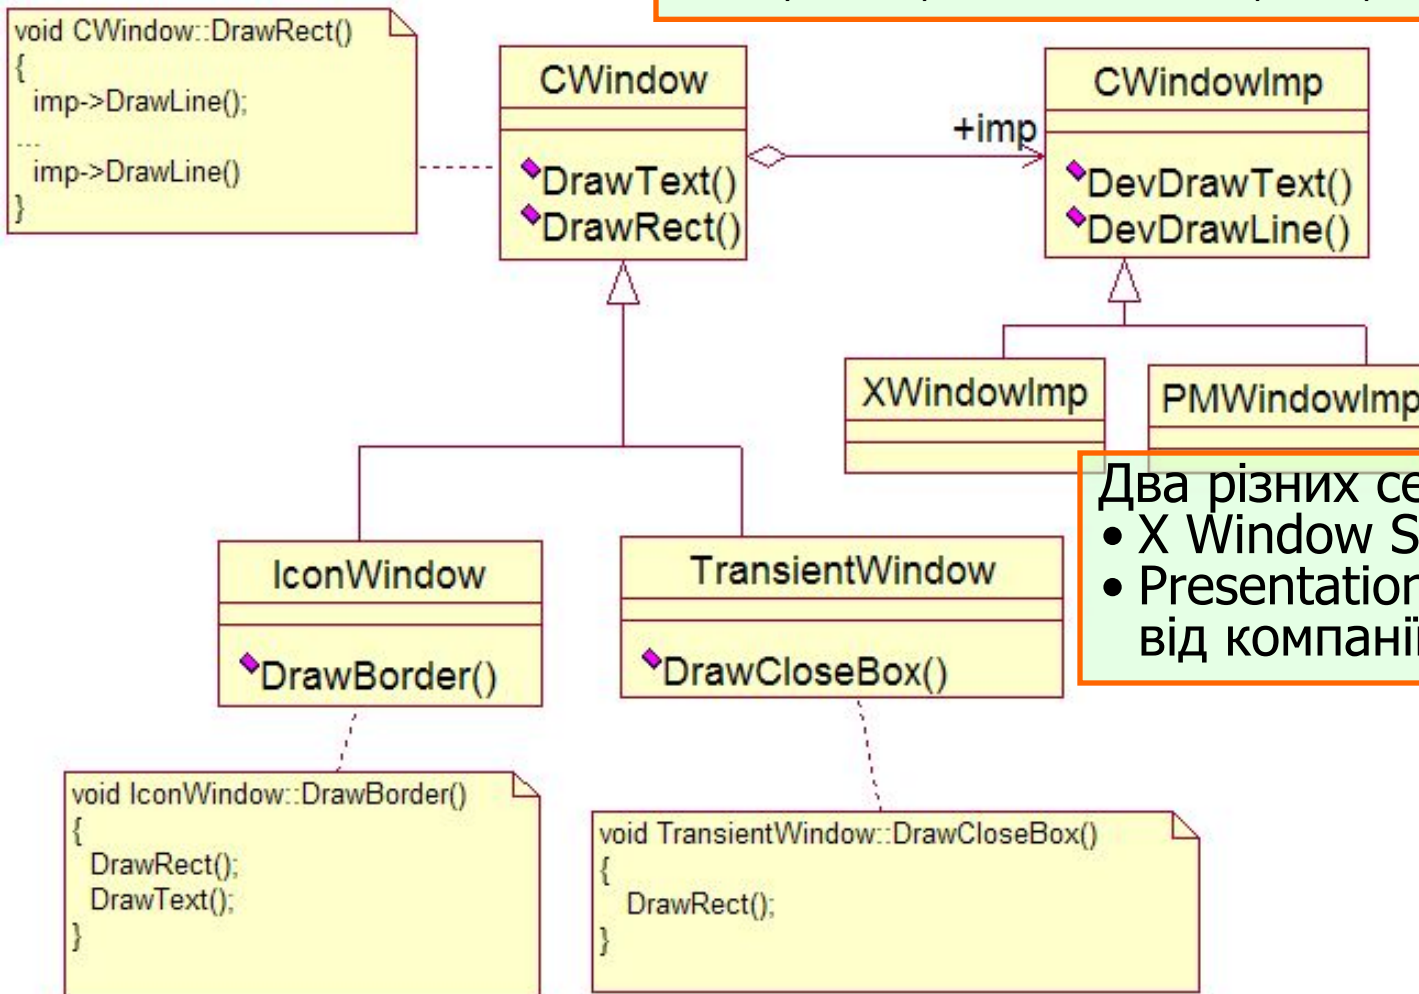 void CWindow::DrawRect()
{
imp->DrawLine();
...
imp->DrawLine()
}
CWindow
DrawText()
DrawRect()
+imp
CWindowImp
DevDrawText()
DevDrawLine()
XWindowImp
PMWindowImp
Два різних
• X Window
• Presentation
від компанії
IconWindow
DrawBorder()
TransientWindow
DrawCloseBox()
void IconWindow::DrawBorder()
{
DrawRect();
DrawText();
}
void TransientWindow::DrawCloseBox()
{
DrawRect();
}